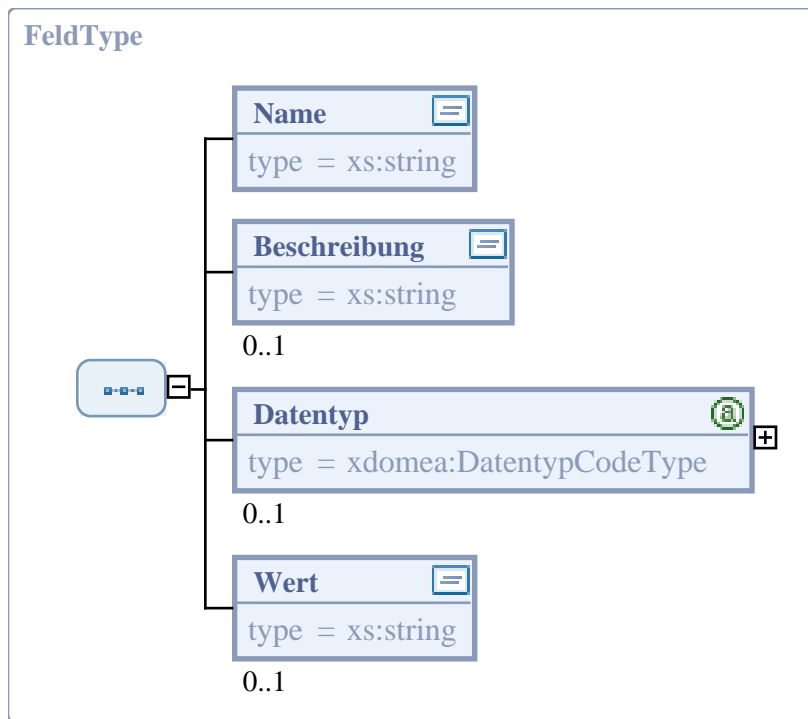 FeldType
Name
type = xs:string
Beschreibung
type = xs:string
0..1
Datentyp
@
type = xdomea:DatentypCodeType
0..1
Wert
type = xs:string
0..1